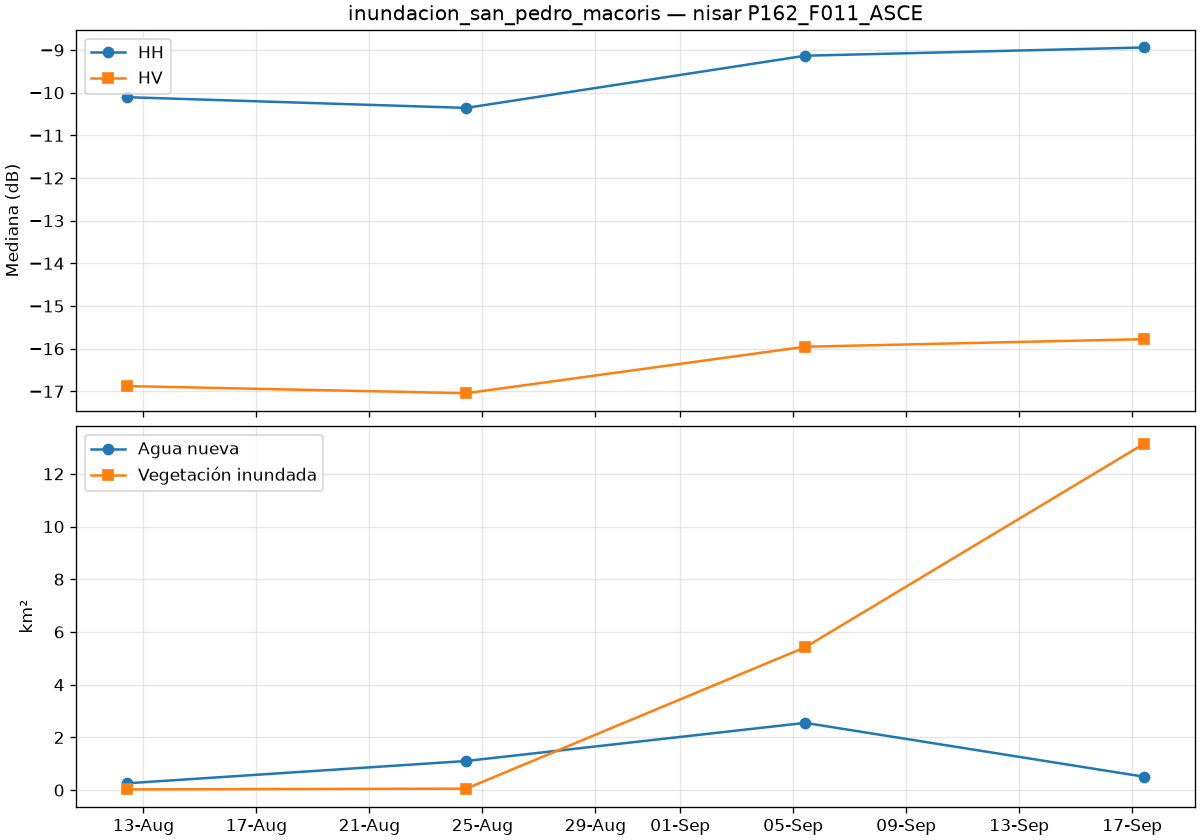 inundacion_san_pedro_macoris — nisar P162_F011_ASCE
HH
HV
−9
−10
−11
−12
−13
−14
−15
−16
−17
Mediana (dB)
Agua nueva
Vegetación inundada
12
10
8
6
4
2
0
km²
13-Aug 17-Aug 21-Aug 25-Aug 29-Aug 01-Sep 05-Sep 09-Sep 13-Sep 17-Sep